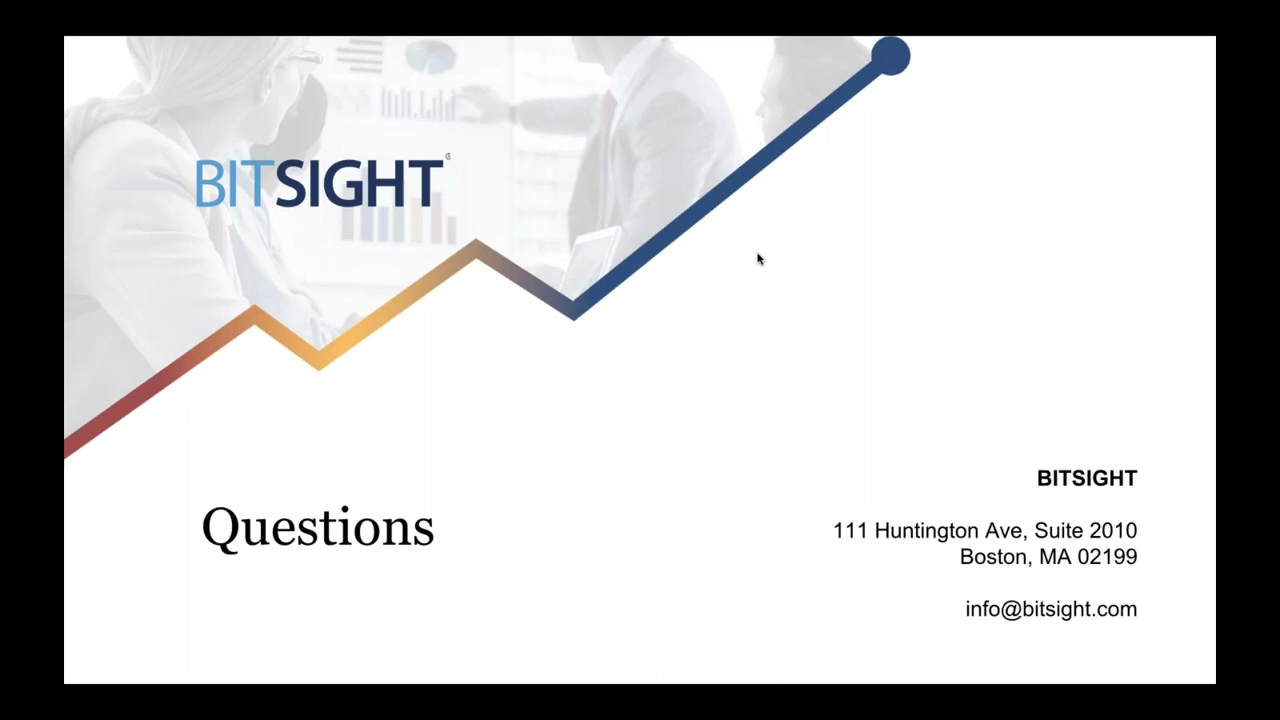 BITSIGHT®
Questions
BITSIGHT
111 Huntington Ave, Suite 2010
Boston, MA 02199
info@bitsight.com